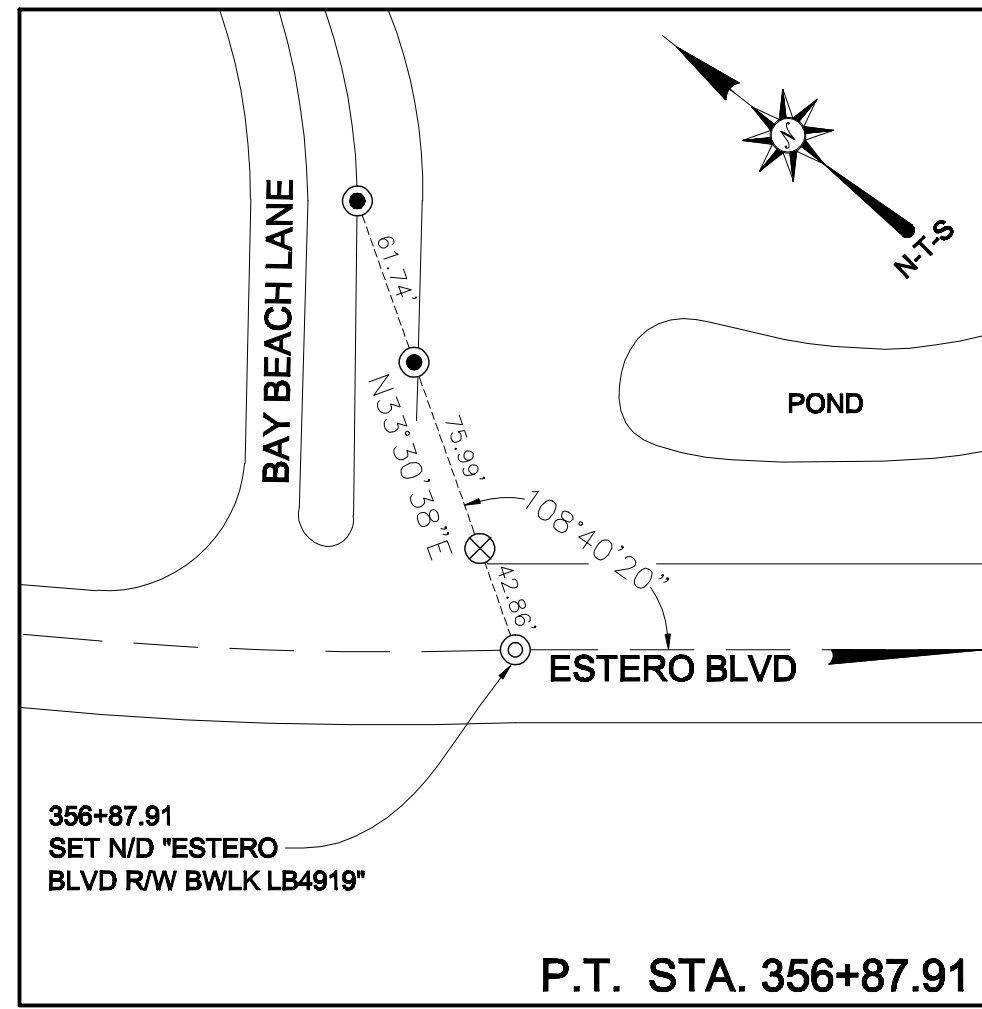 N
N-T-S
BAY BEACH LANE
61.74'
POND
N33°30'38"E
75.99'
108°40'20"
42.86'
ESTERO BLVD
356+87.91
SET N/D "ESTERO
BLVD R/W BWLK LB4919"
P.T. STA. 356+87.91